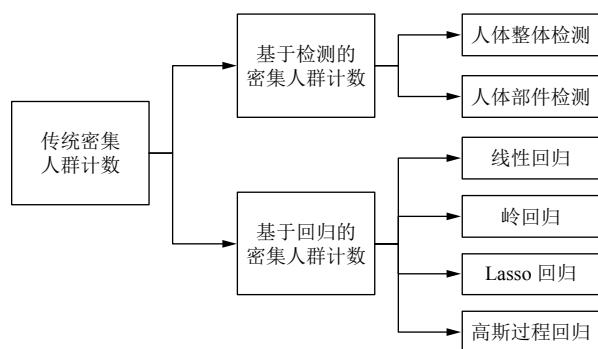 传统密集
人群计数
基于检测的
密集人群计数
人体整体检测
人体部件检测
基于回归的
密集人群计数
线性回归
岭回归
Lasso 回归
高斯过程回归